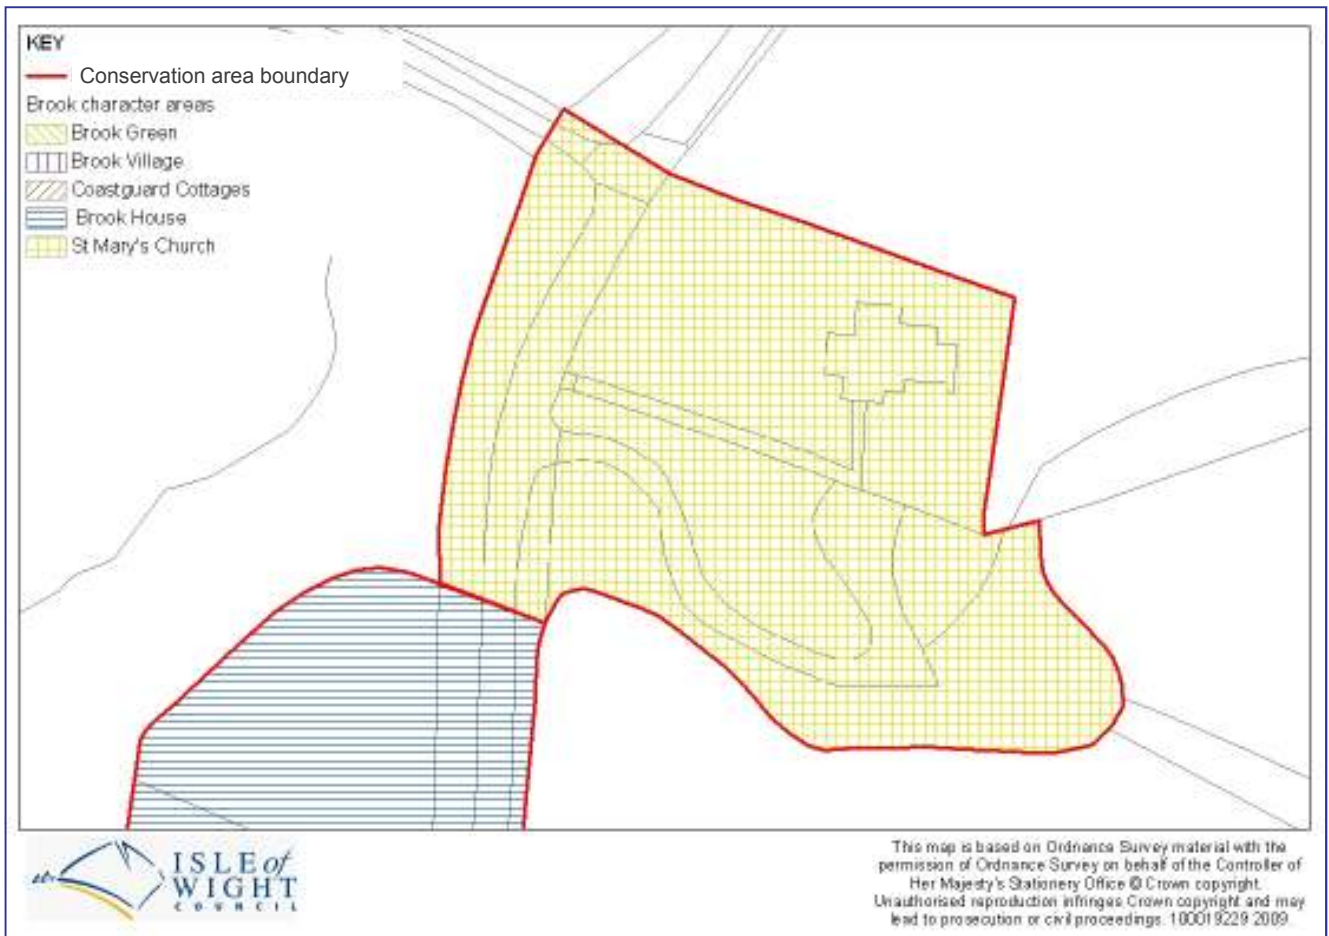 KEY
Conservation area boundary
Brook character areas
Brook Green
Brook Village
Coastguard Cottages
Brook House
St Mary's Church
ISLE of
WIGHT
COUNCIL
This map is based on Ordnance Survey material with the
permission of Ordnance Survey on behalf of the Controller of
Her Majesty's Stationery Office © Crown copyright.
Unauthorised reproduction infringes Crown copyright and may
lead to prosecution or civil proceedings. 100019229 2009